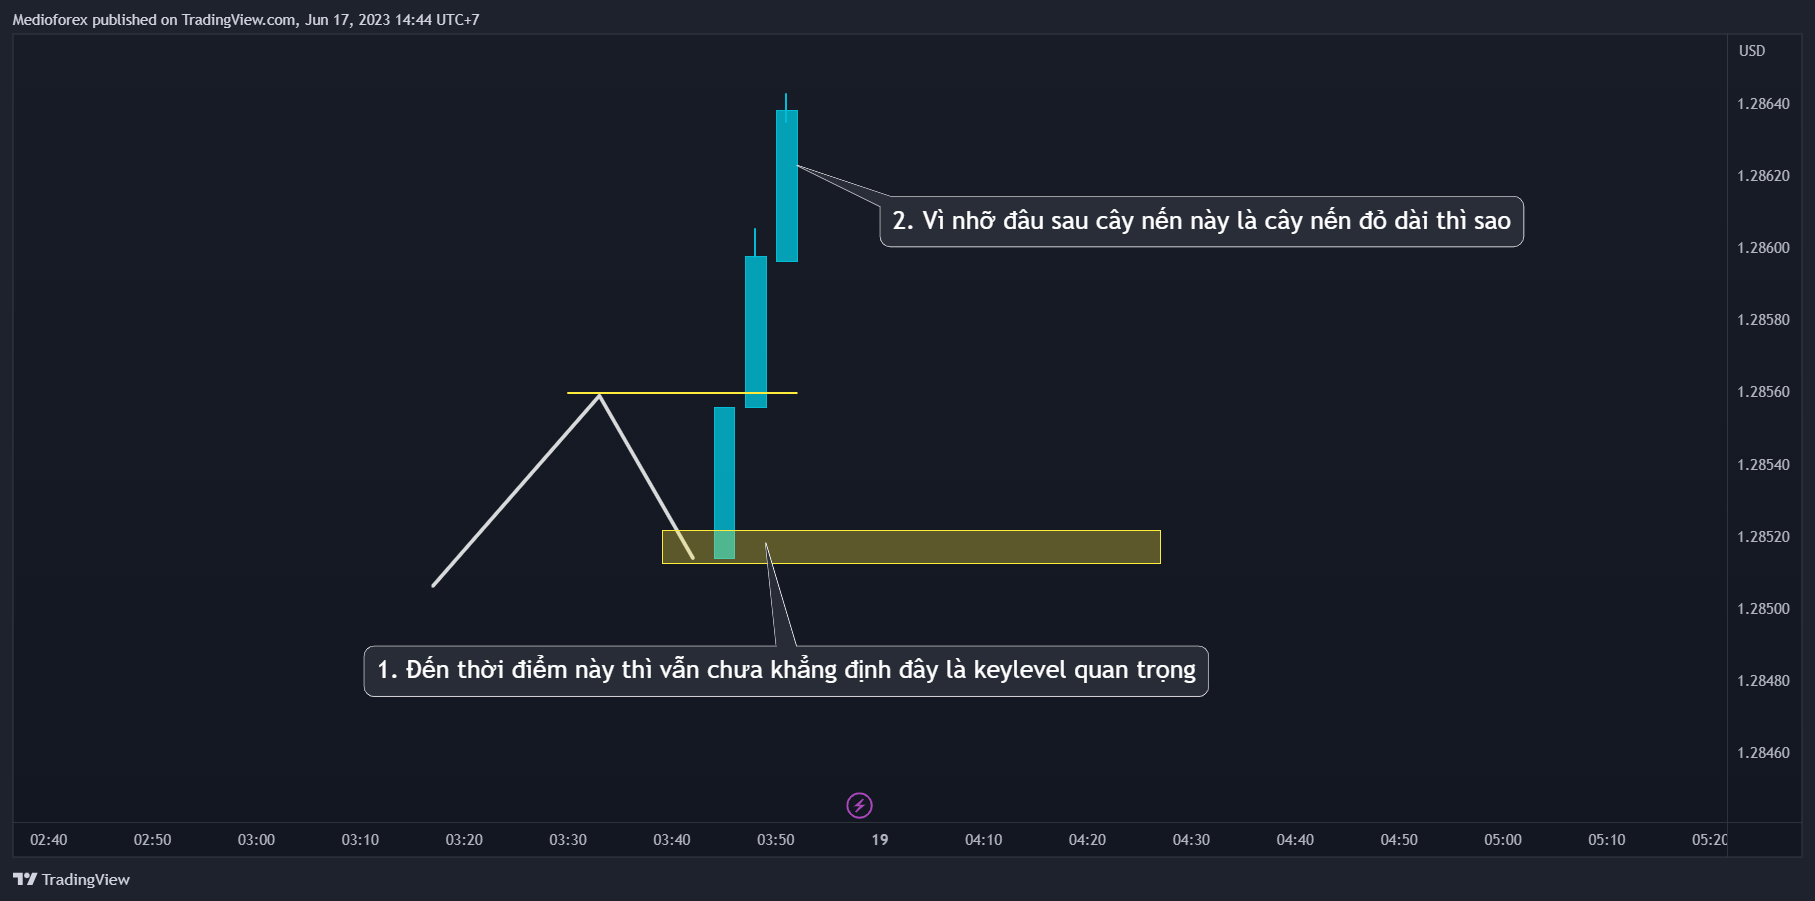 Medioforex published on TradingView.com, Jun 17, 2023 14:44 UTC+7
USD
1.28640
1.28620
2. Vì nhỡ đâu sau cây nến này là cây nến đỏ dài thì sao
1.28600
1.28580
1.28560
1.28540
1.28520
1.28500
1. Đến thời điểm này thì vẫn chưa khẳng định đây là keylevel quan trọng
1.28480
1.28460
02:40 02:50 03:00 03:10 03:20 03:30 03:40 03:50 19 04:10 04:20 04:30 04:40 04:50 05:00 05:10 05:20
TradingView